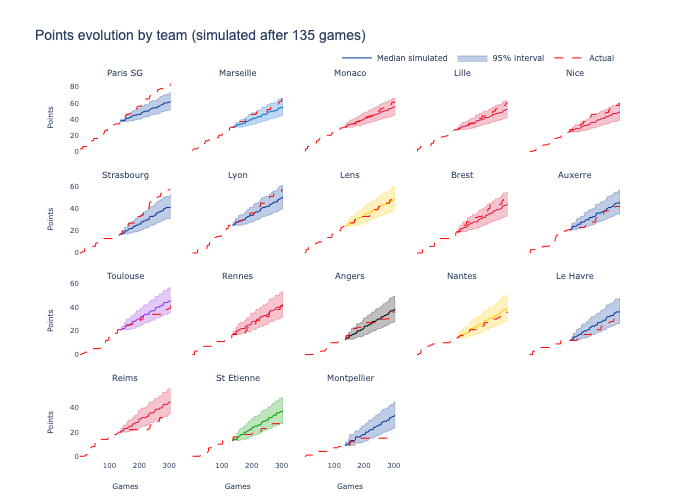 Points evolution by team (simulated after 135 games)
Median simulated 95% interval Actual
Paris SG Marseille Monaco Lille Nice
80
60
40
20
0
Points
Strasbourg Lyon Lens Brest Auxerre
60
40
20
0
Points
Toulouse Rennes Angers Nantes Le Havre
60
40
20
0
Points
Reims St Etienne Montpellier
40
20
0
Points
100 200 300 100 200 300 100 200 300
Games Games Games